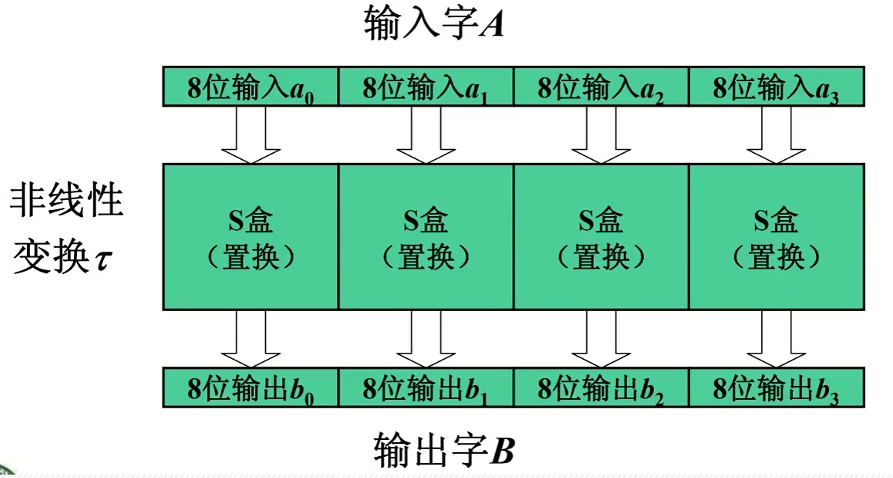 输入字A
8位输入a0 8位输入a1 8位输入a2 8位输入a3
非线性
变换τ
S盒 S盒 S盒 S盒
（置换） （置换） （置换） （置换）
8位输出b0 8位输出b1 8位输出b2 8位输出b3
输出字B